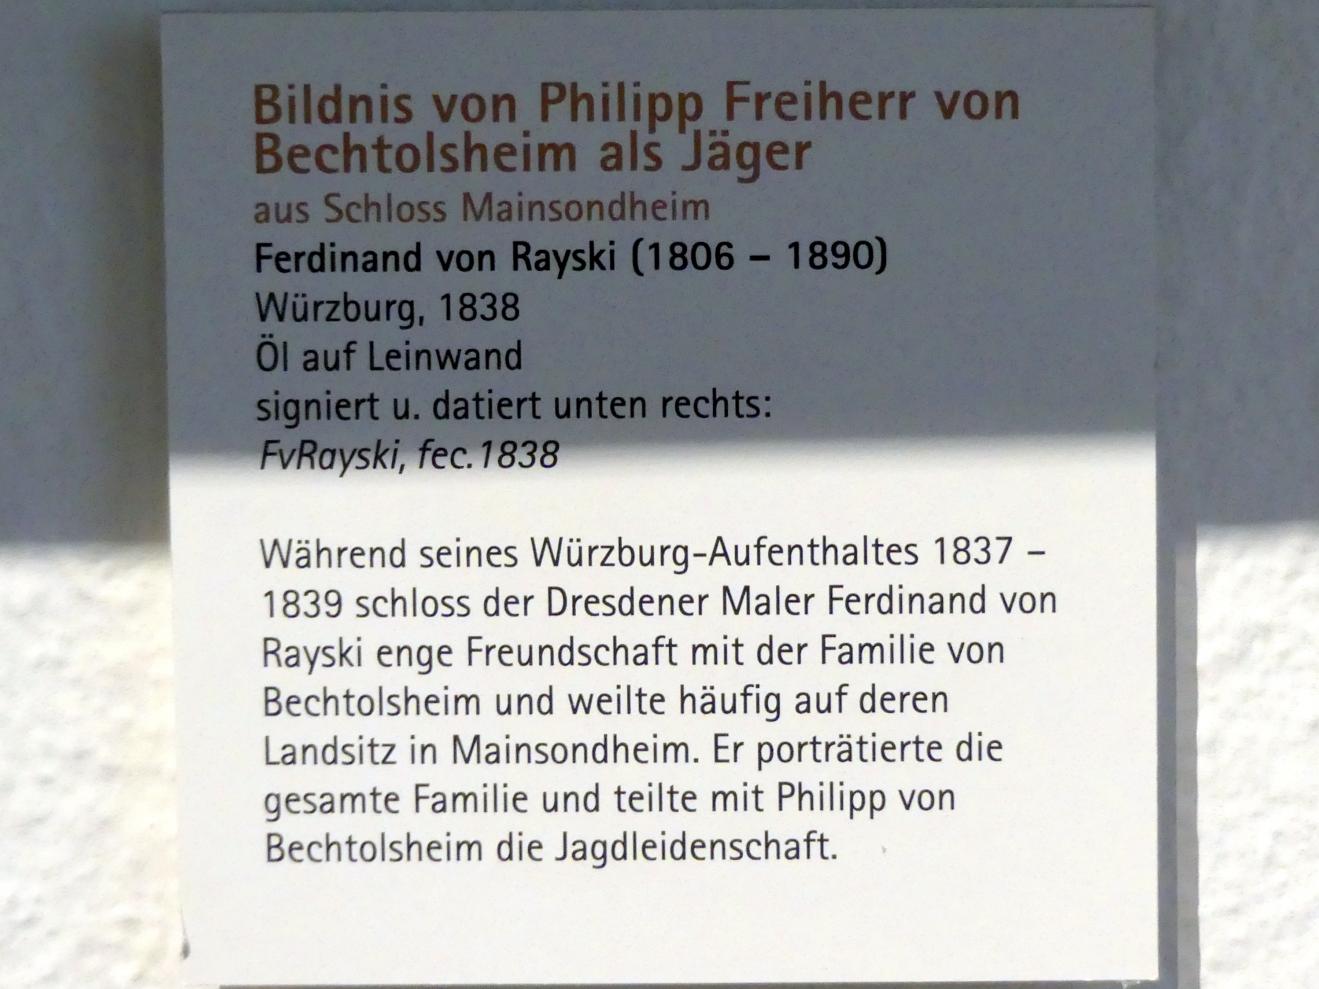 Bildnis von Philipp Freiherr von
Bechtolsheim als Jäger
aus Schloss Mainsondheim
Ferdinand von Rayski (1806 – 1890)
Würzburg, 1838
Öl auf Leinwand
signiert u. datiert unten rechts:
FvRayski, fec. 1838
Während seines Würzburg-Aufenthaltes 1837 –
1839 schloss der Dresdener Maler Ferdinand von
Rayski enge Freundschaft mit der Familie von
Bechtolsheim und weilte häufig auf deren
Landsitz in Mainsondheim. Er porträtierte die
gesamte Familie und teilte mit Philipp von
Bechtolsheim die Jagdleidenschaft.